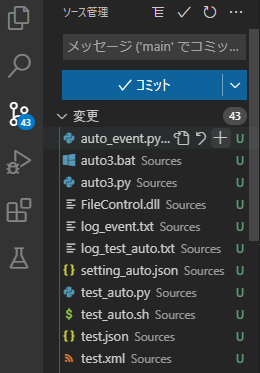 ソース管理
メッセージ ('main' でコミッ...
コミット
変更 43
auto_event.py... U
auto3.bat Sources U
auto3.py Sources U
FileControl.dll Sources U
log_event.txt Sources U
log_test_auto.txt Sources U
setting_auto.json Sources U
test_auto.py Sources U
test_auto.sh Sources U
test.json Sources U
test.xml Sources U
43